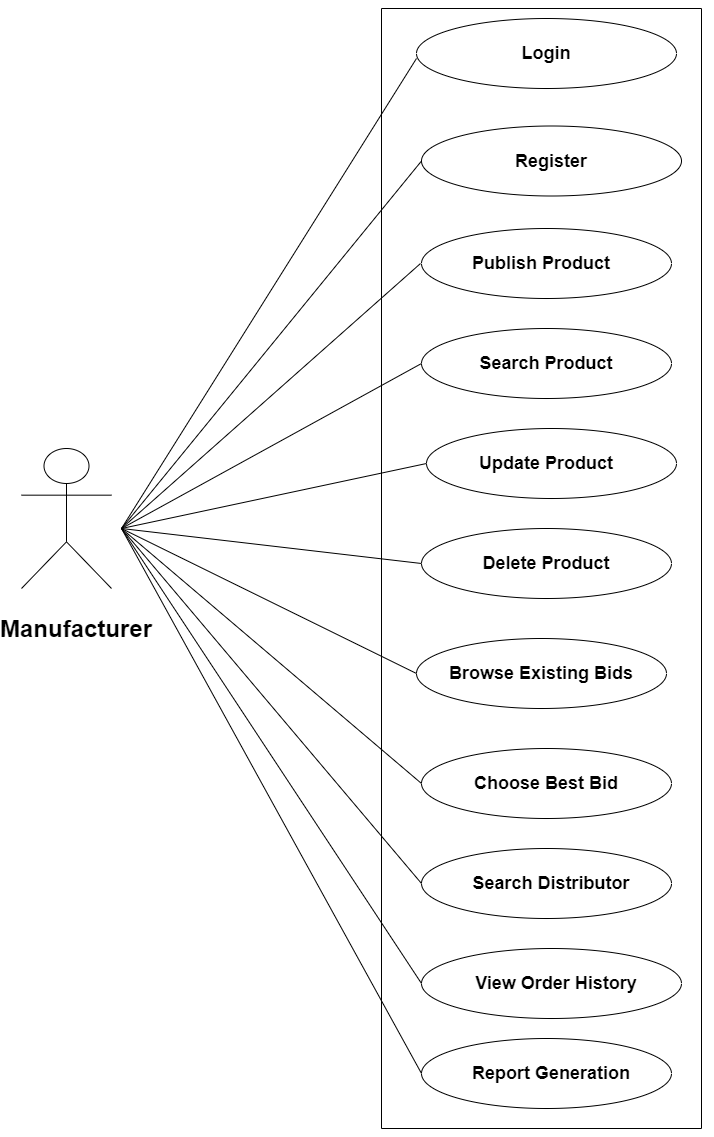 Login
Register
Publish Product
Search Product
Update Product
Delete Product
Manufacturer
Browse Existing Bids
Choose Best Bid
Search Distributor
View Order History
Report Generation